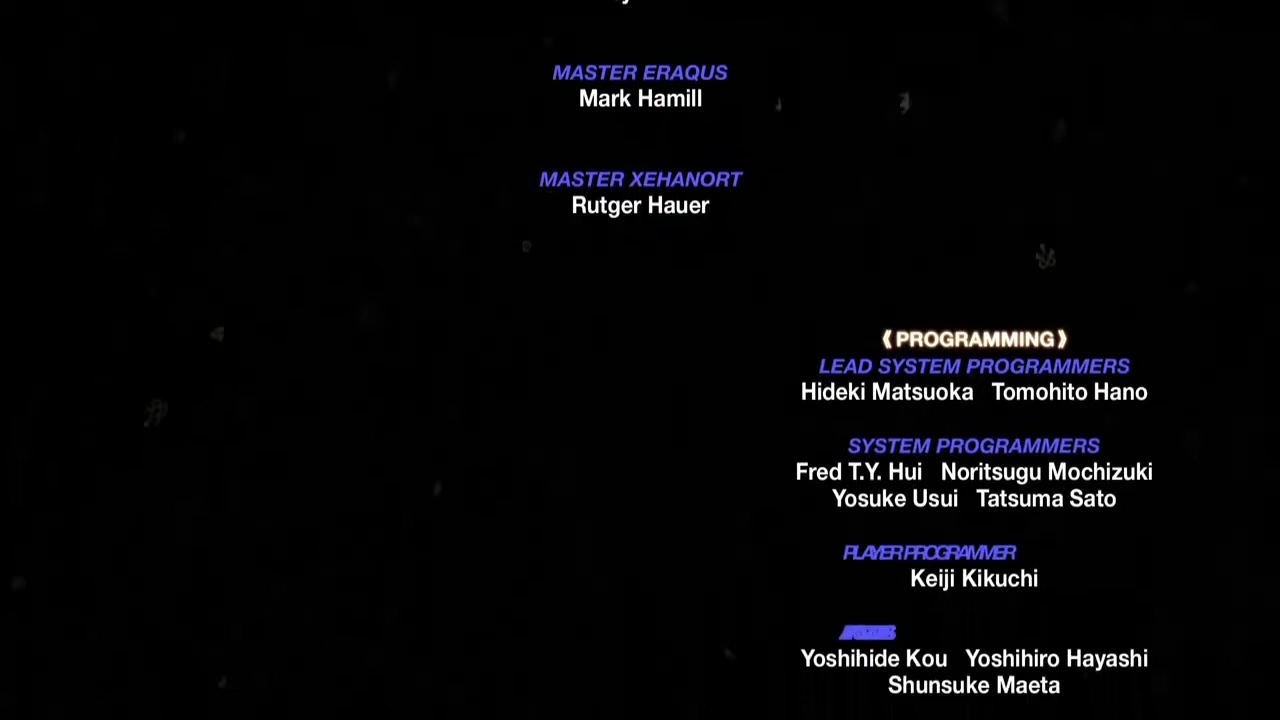 MASTER ERAQUS
Mark Hamill
MASTER XEHANORT
Rutger Hauer
⟪PROGRAMMING⟫
LEAD SYSTEM PROGRAMMERS
Hideki Matsuoka Tomohito Hano
SYSTEM PROGRAMMERS
Fred T.Y. Hui Noritsugu Mochizuki
Yosuke Usui Tatsuma Sato
PLAYER PROGRAMMER
Keiji Kikuchi
Yoshihide Kou Yoshihiro Hayashi
Shunsuke Maeta